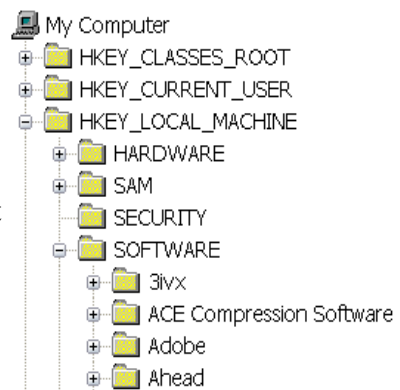 My Computer
HKEY_CLASSES_ROOT
HKEY_CURRENT_USER
HKEY_LOCAL_MACHINE
HARDWARE
SAM
SECURITY
SOFTWARE
3ivx
ACE Compression Software
Adobe
Ahead